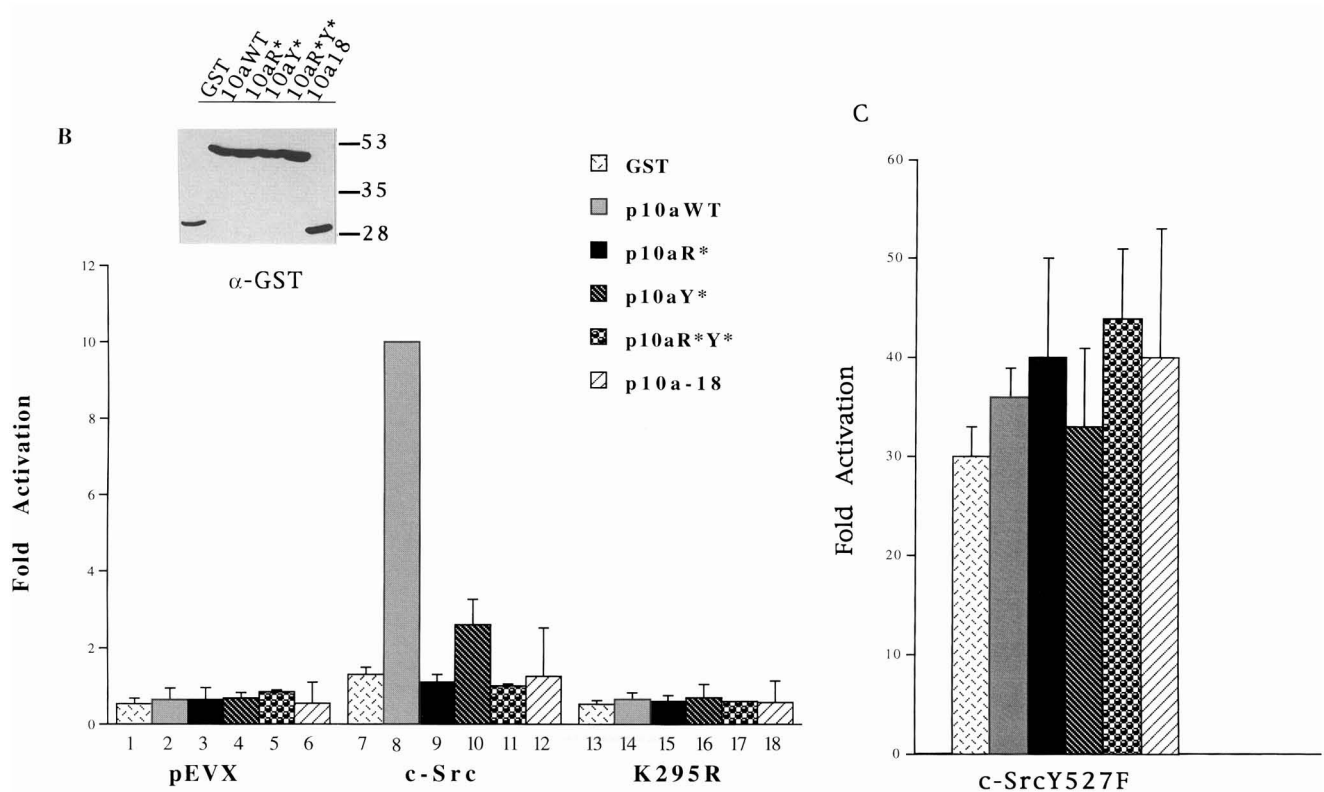 GST
10aWT
10aR*
10aY*
10aR*Y*
10a18
B
53
35
28
α-GST
GST
p10aWT
p10aR*
p10aY*
p10aR*Y*
p10a-18
Fold Activation
12
10
8
6
4
2
0
1 2 3 4 5 6 7 8 9 10 11 12 13 14 15 16 17 18
pEVX c-Src K295R
C
Fold Activation
60
50
40
30
20
10
0
c-SrcY527F